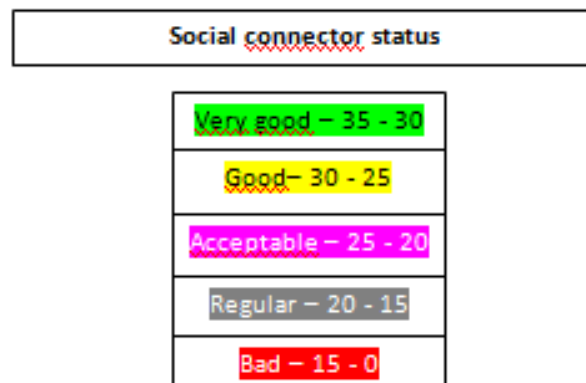 Social connector status
Very good – 35 - 30
Good– 30 - 25
Acceptable – 25 - 20
Regular – 20 - 15
Bad – 15 - 0